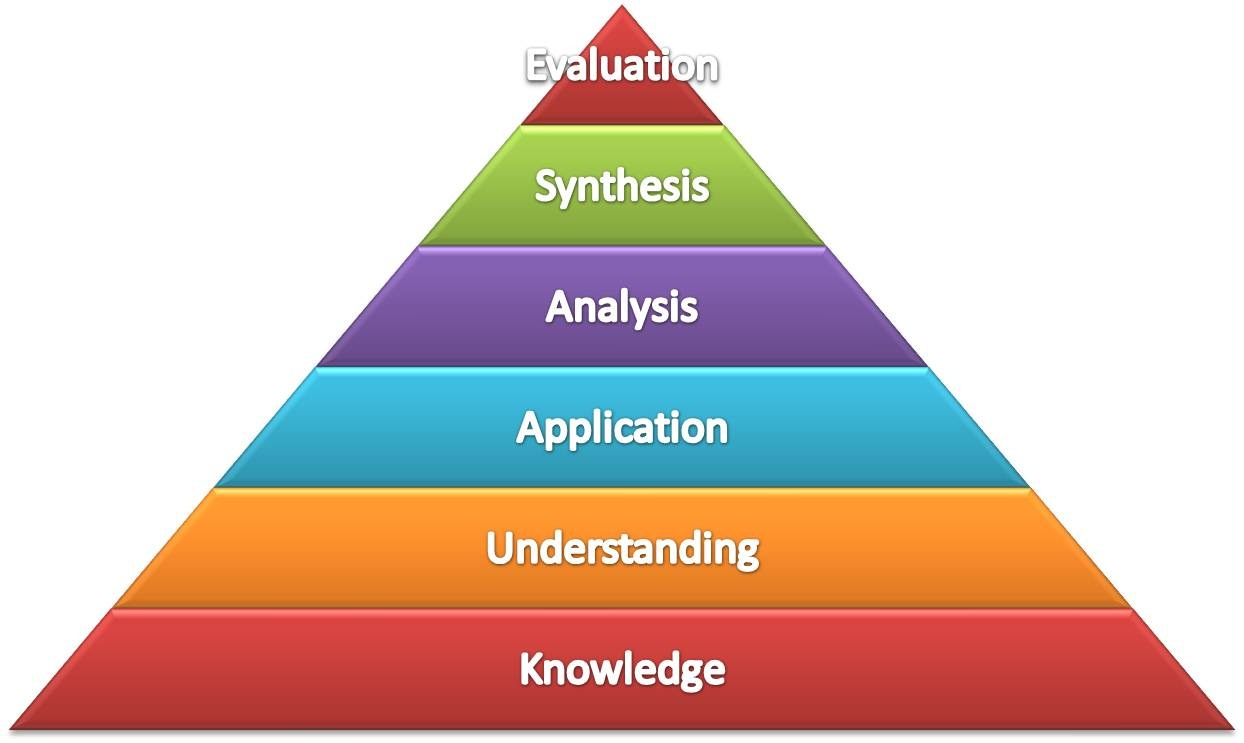 Evaluation
Synthesis
Analysis
Application
Understanding
Knowledge